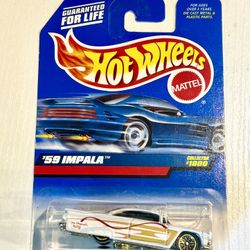 GUARANTEED
FOR LIFE
FOR AGES
OVER 3 YEARS.
DIE CAST METAL &
PLASTIC PARTS.
HOT WHEELS
MATTEL
'59 IMPALA™
COLLECTOR
#1000